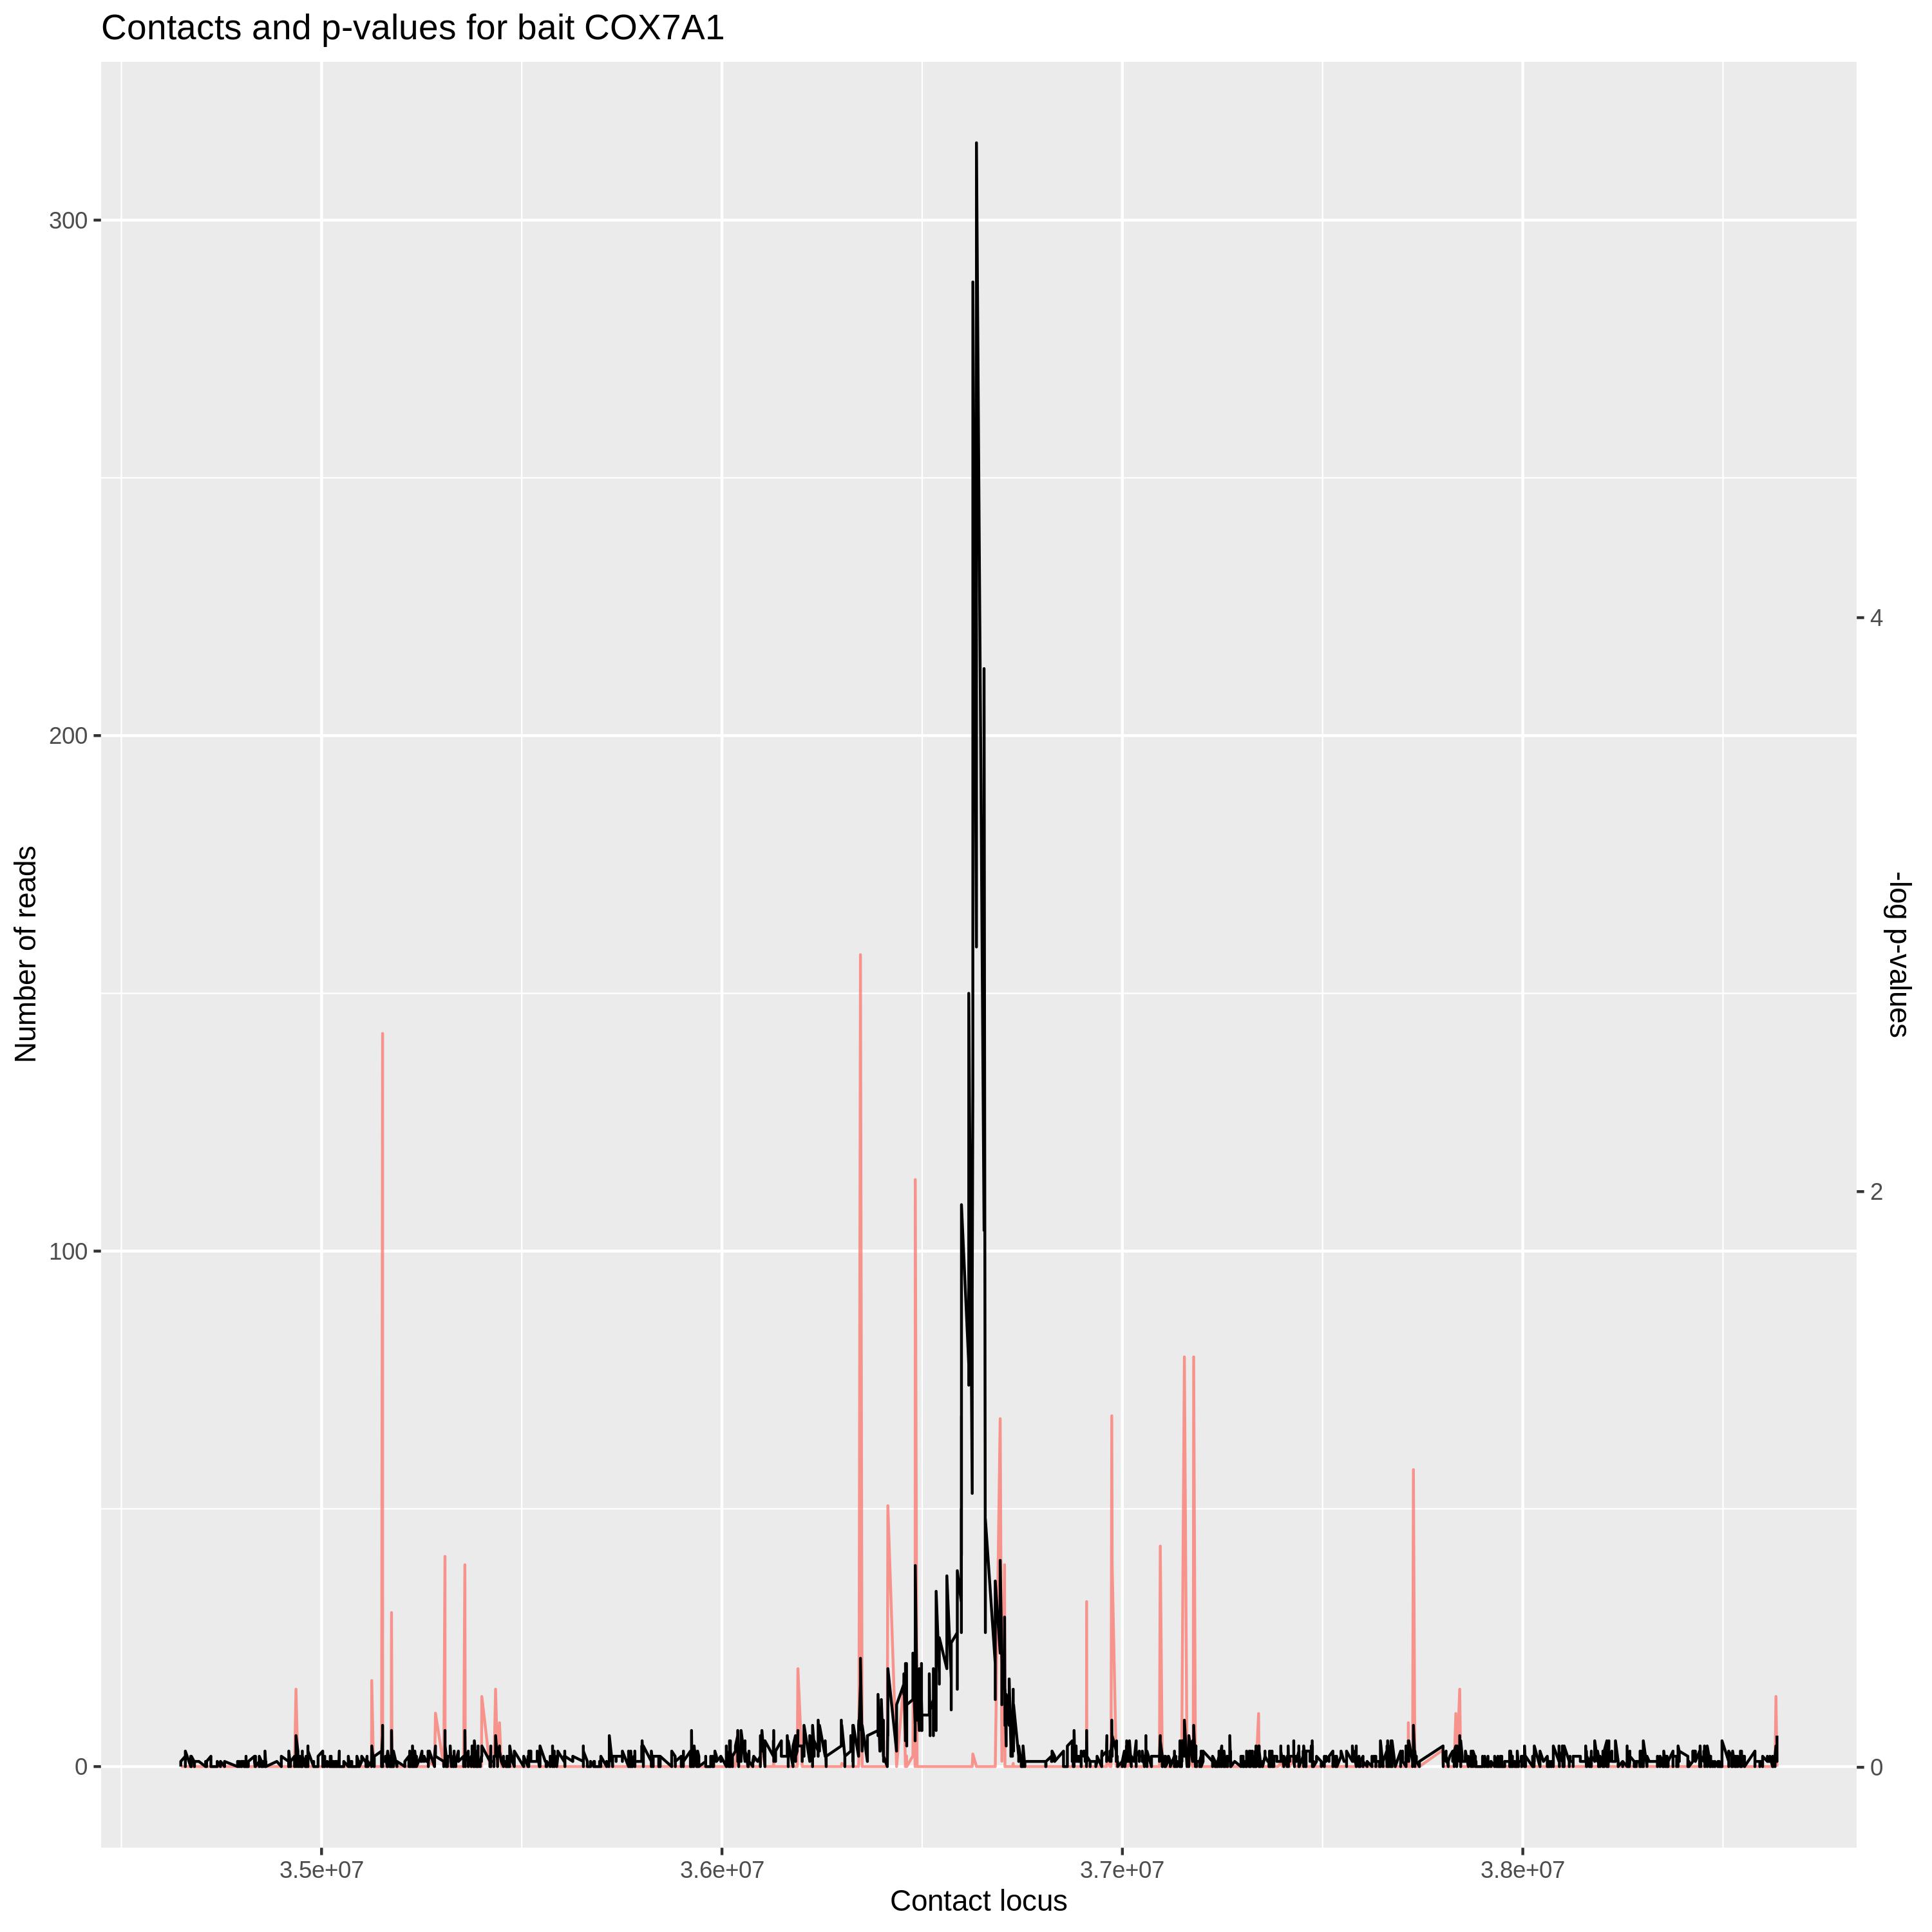 Contacts and p-values for bait COX7A1
300
200
100
0
Number of reads
4
2
0
-log p-values
3.5e+07
3.6e+07
3.7e+07
3.8e+07
Contact locus